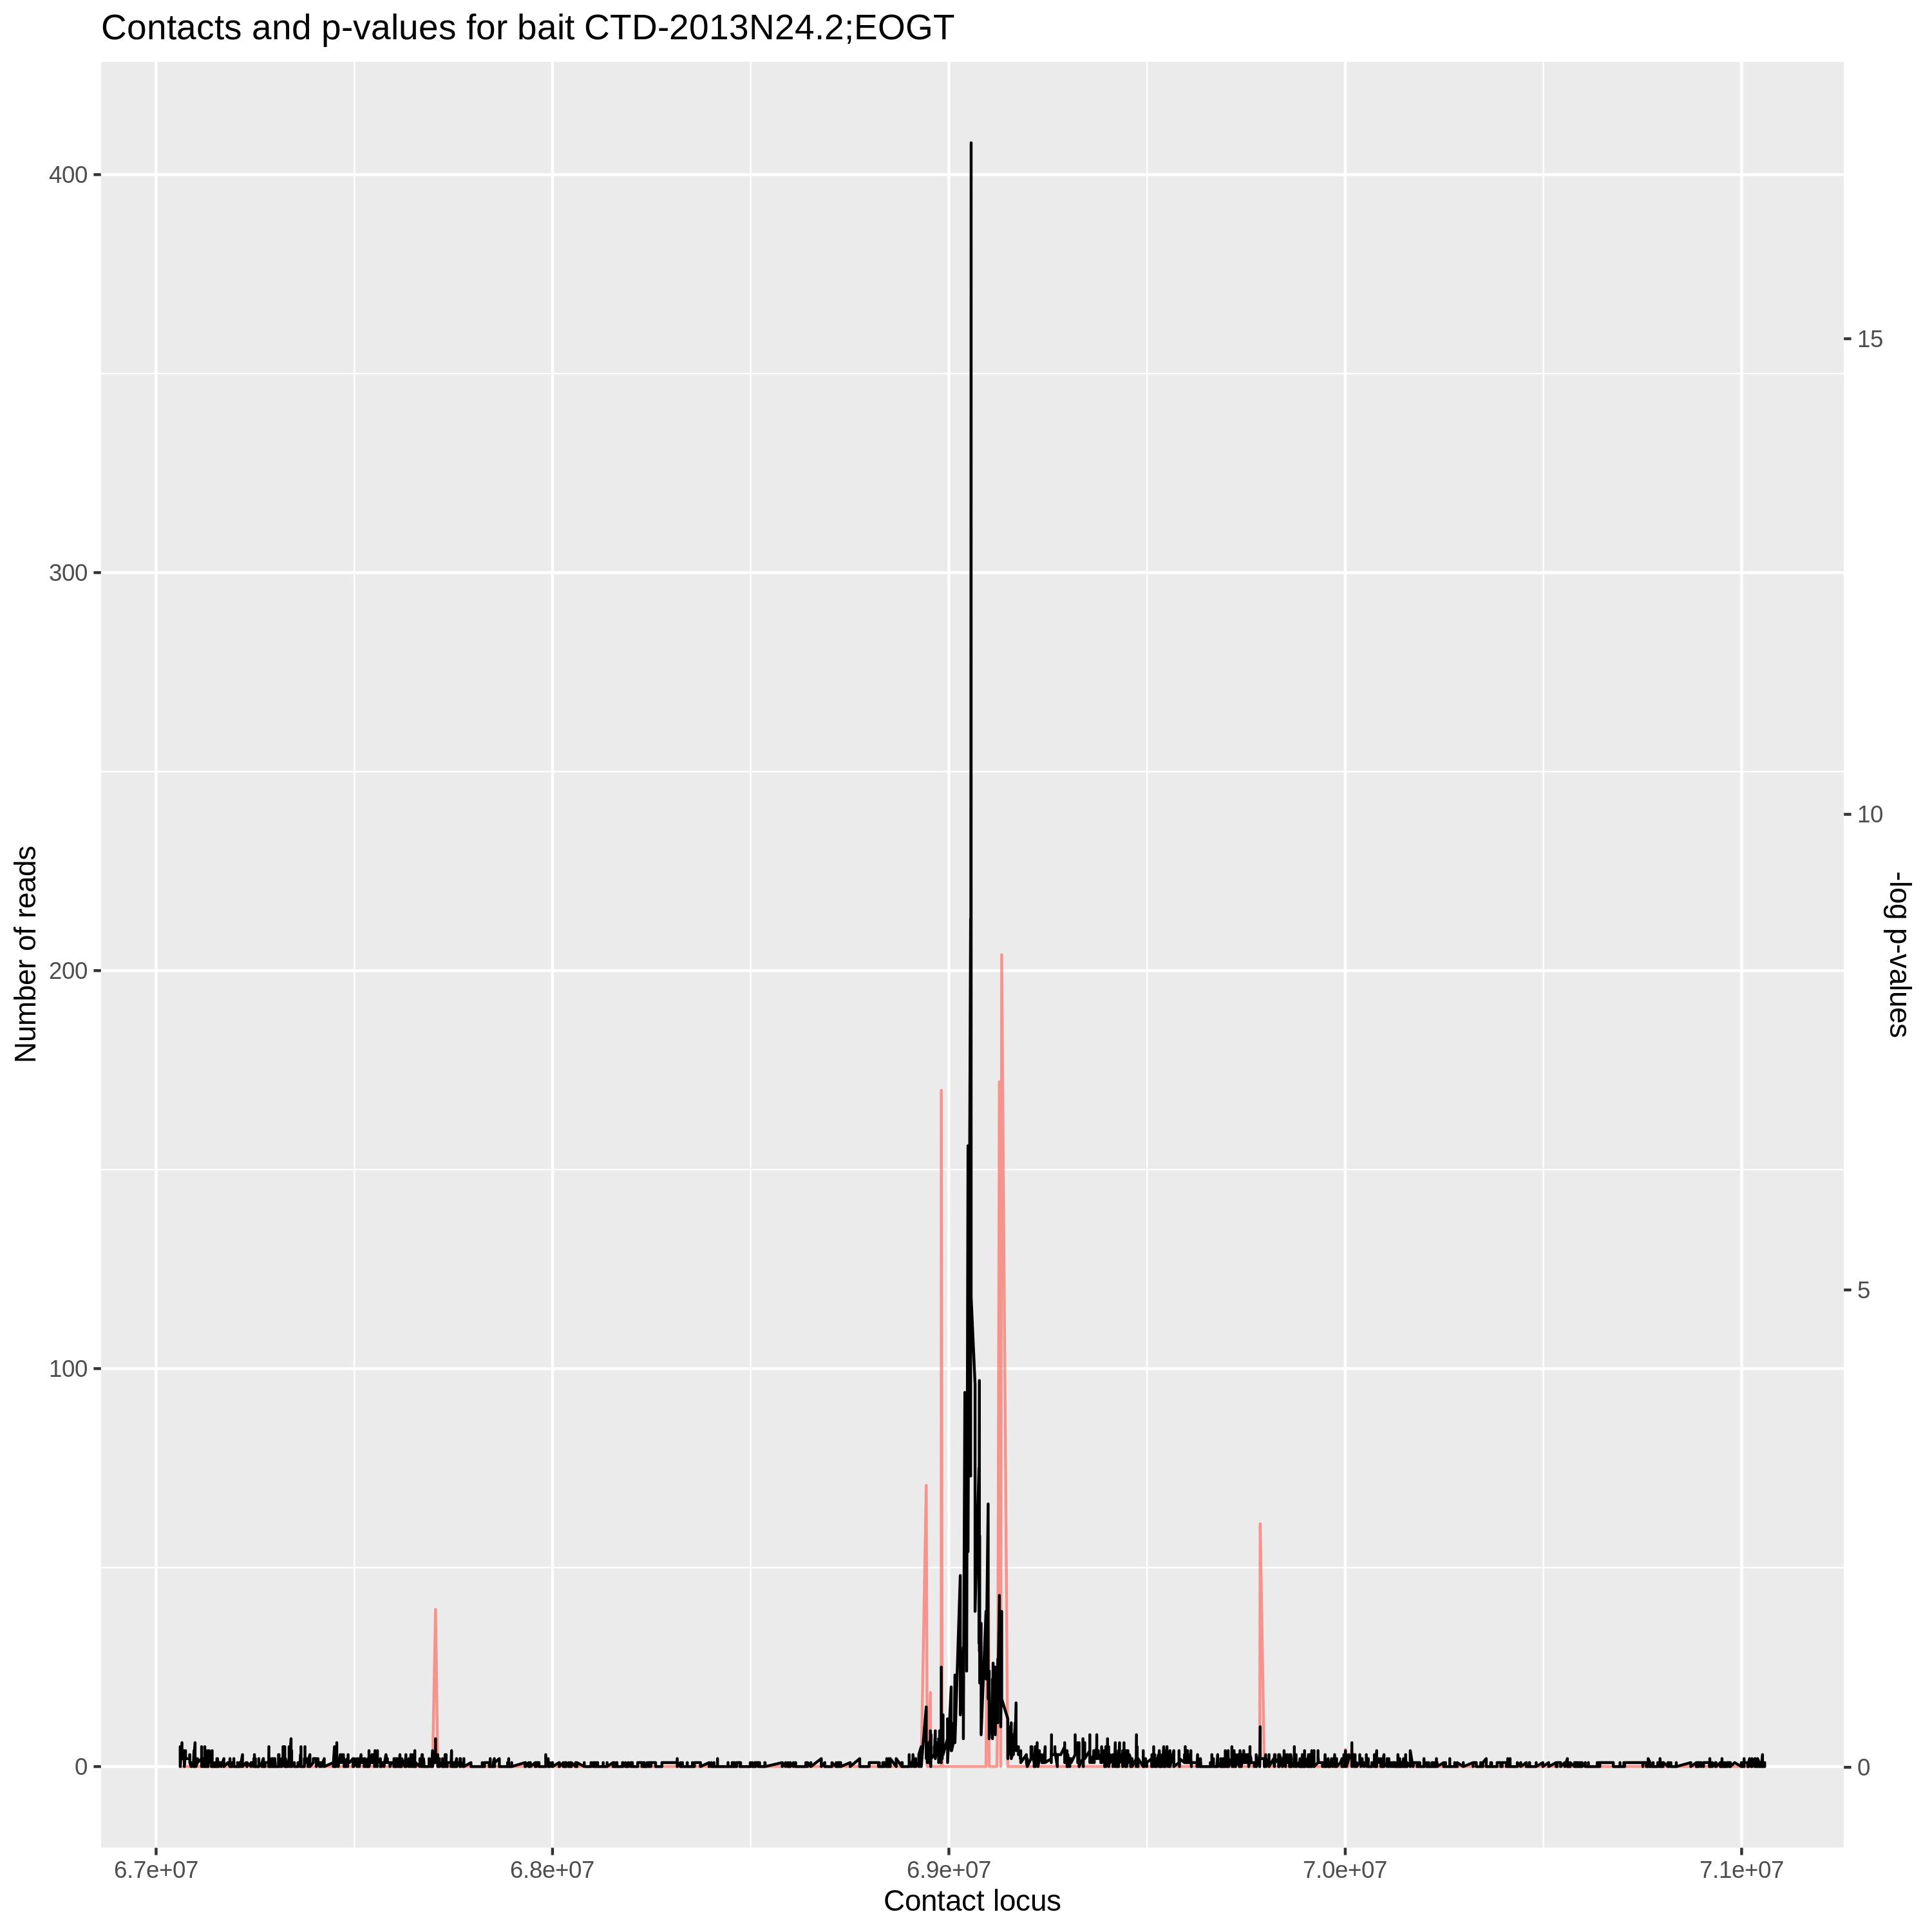 Contacts and p-values for bait CTD-2013N24.2;EOGT
400
300
200
100
0
Number of reads
15
10
5
0
-log p-values
6.7e+07 6.8e+07 6.9e+07 7.0e+07 7.1e+07
Contact locus